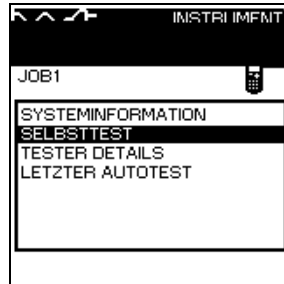 INSTRUMENT
JOB1
SYSTEMINFORMATION
SELBSTTEST
TESTER DETAILS
LETZTER AUTOTEST